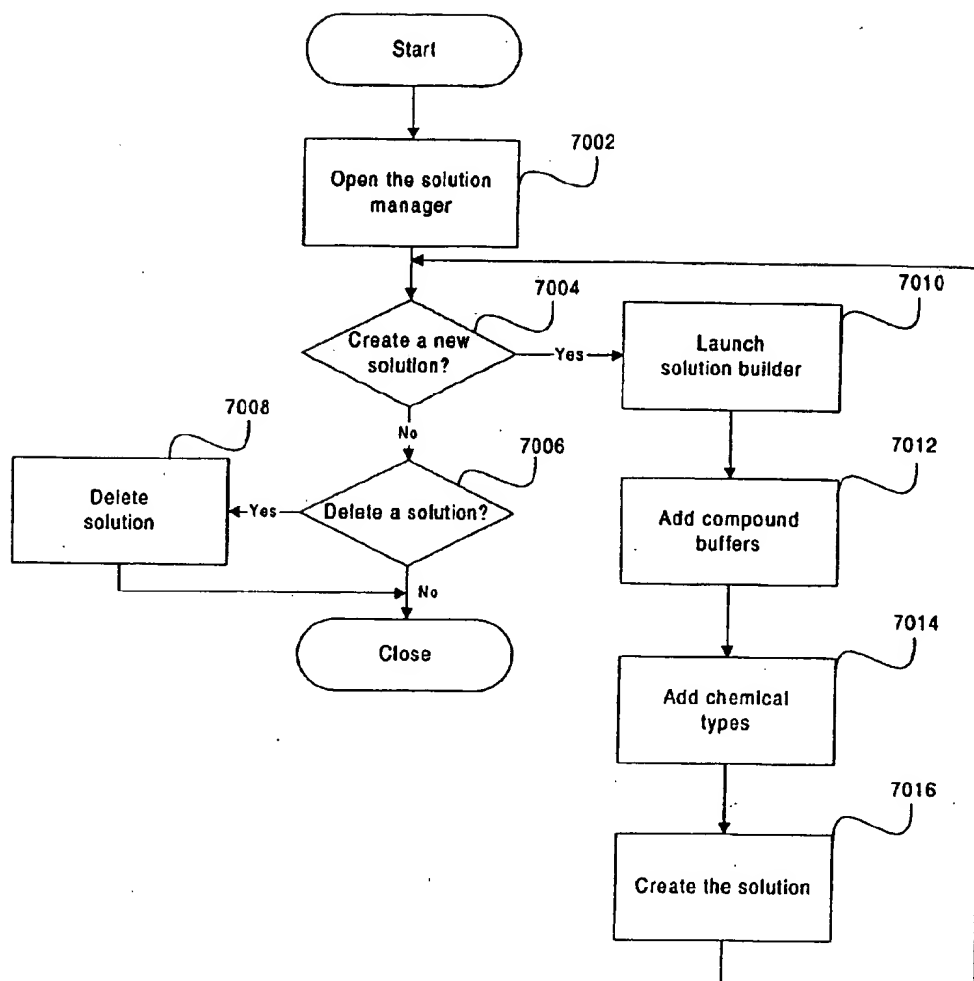 Start
7002
Open the solution
manager
7004
7010
Create a new
solution?
Yes
Launch
solution builder
No
7008
7006
7012
Delete
solution
Yes
Delete a solution?
Add compound
buffers
No
Close
7014
Add chemical
types
7016
Create the solution